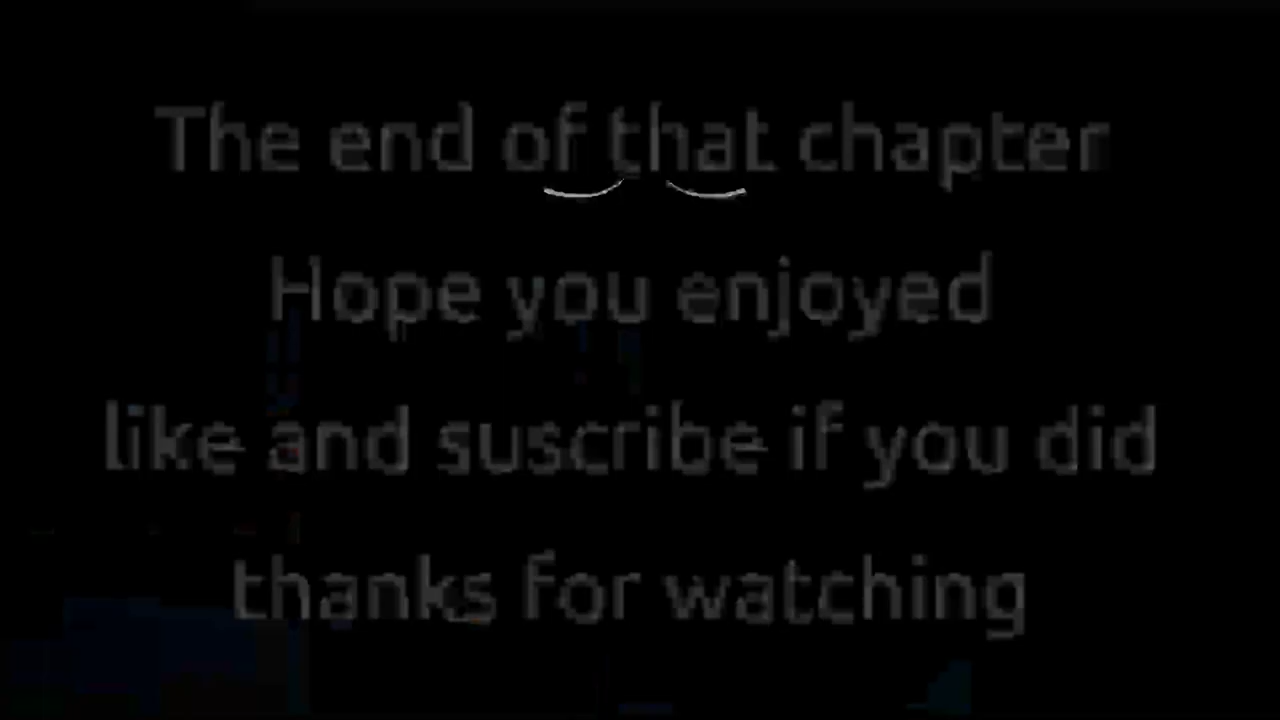 The end of that chapter
Hope you enjoyed
like and suscribe if you did
thanks for watching